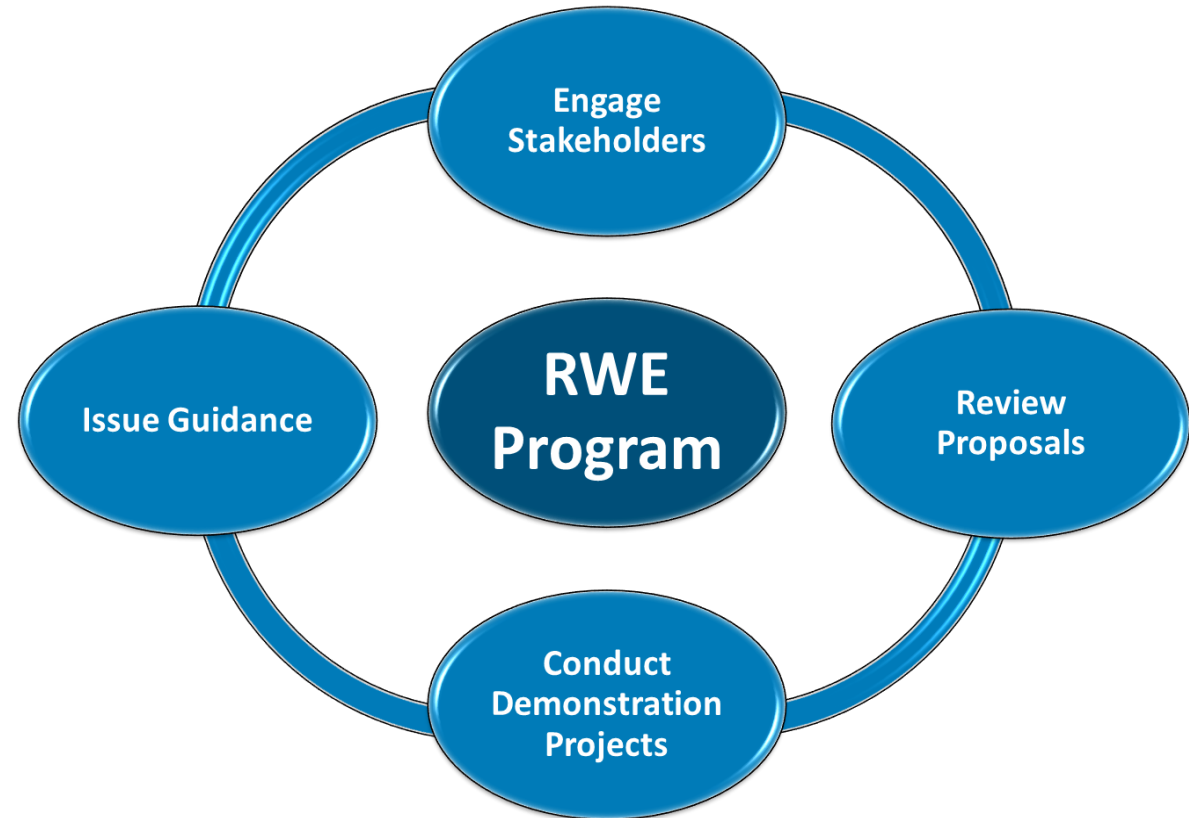 Engage
Stakeholders
Issue Guidance
RWE
Program
Review
Proposals
Conduct
Demonstration
Projects